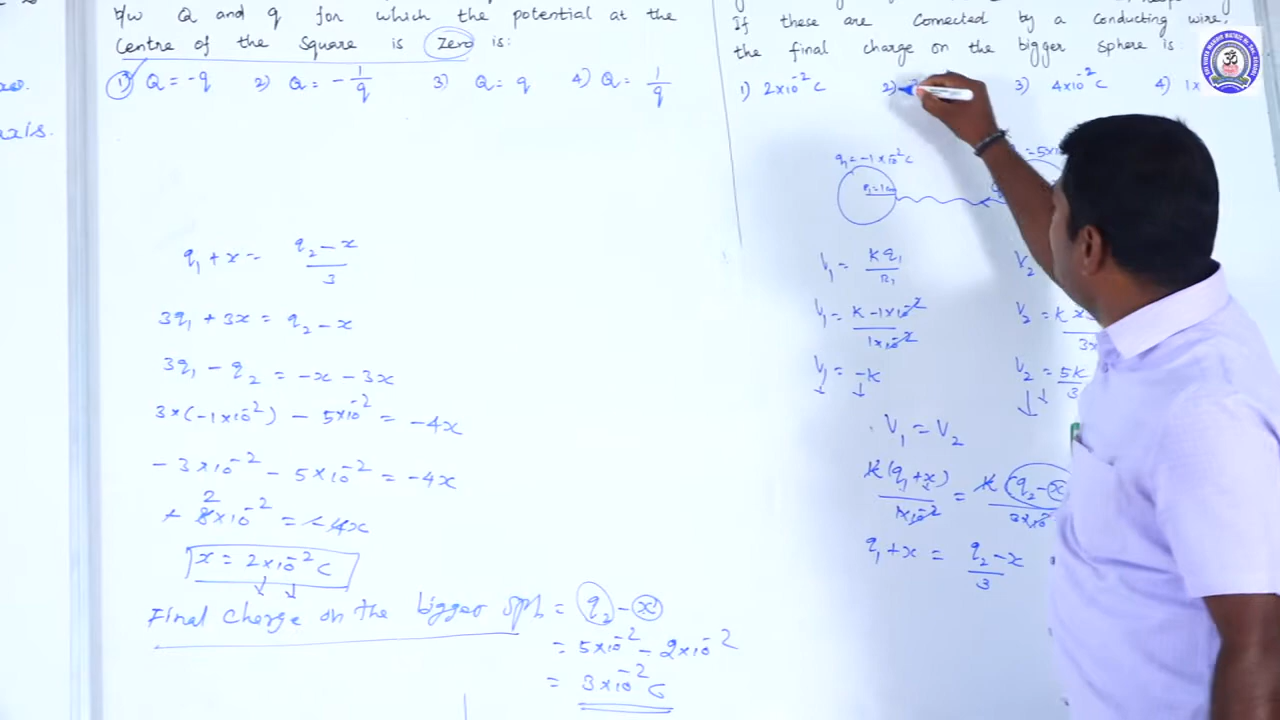 b/w Q and q for which the potential at the
Centre of the Square is Zero is:
1) Q = -q 2) Q = -1/q 3) Q = q 4) Q = 1/q
q₁ + x = (q₂ - x)/3
3q₁ + 3x = q₂ - x
3q₁ - q₂ = -x - 3x
3×(-1×10⁻²) - 5×10⁻² = -4x
-3×10⁻² - 5×10⁻² = -4x
+ 8×10⁻² = -4x
2
x = 2×10⁻² C
Final charge on the bigger sph = q₂ - x
= 5×10⁻² - 2×10⁻²
= 3×10⁻² C
If these are Connected by a Conducting wire,
the final charge on the bigger Sphere is
1) 2×10⁻² C 2) 3) 4×10⁻² C 4) 1×
q₁ = -1×10⁻² C = 5×10
V₁ = Kq₁/R₁ V₂
V₁ = K -1×10⁻²/1×10⁻² V₂ = K×
V₁ = -K V₂ = 5K/3
V₁ = V₂
K(q₁+x)/1×10⁻² = K(q₂-x)/3×10⁻²
q₁ + x = (q₂ - x)/3
axis.